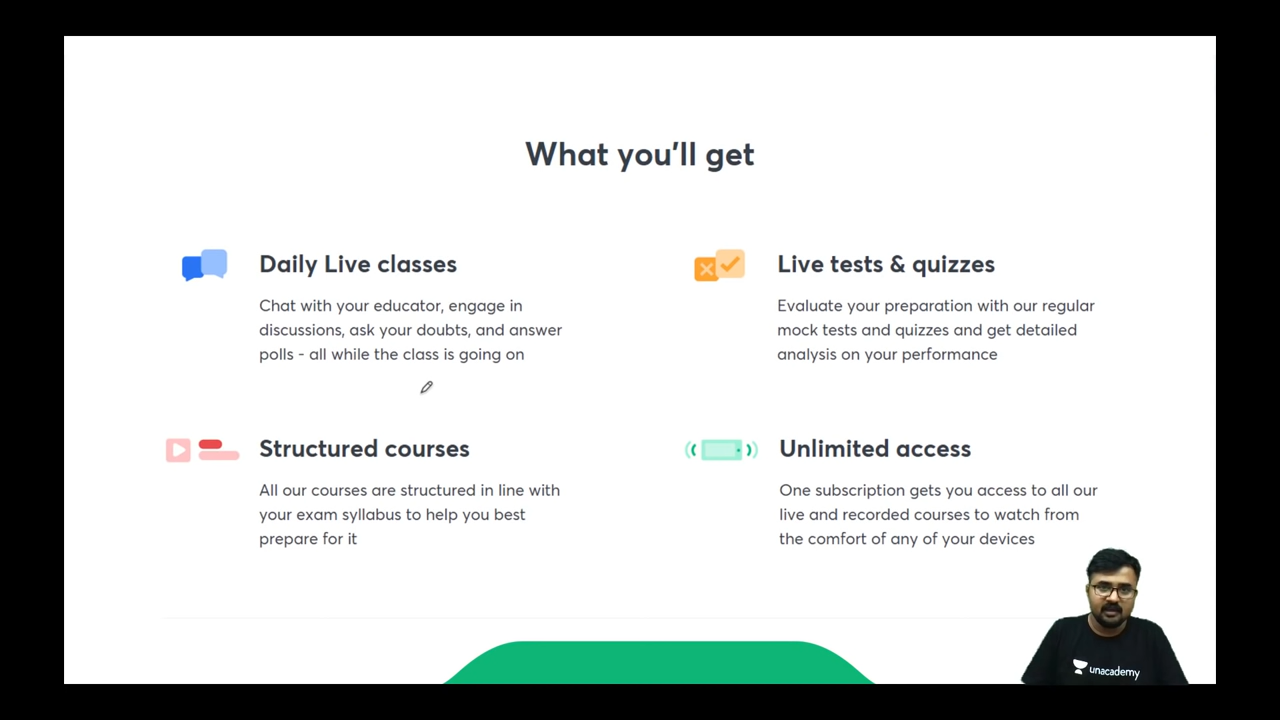 What you'll get
Daily Live classes
Chat with your educator, engage in
discussions, ask your doubts, and answer
polls - all while the class is going on
Live tests & quizzes
Evaluate your preparation with our regular
mock tests and quizzes and get detailed
analysis on your performance
Structured courses
All our courses are structured in line with
your exam syllabus to help you best
prepare for it
Unlimited access
One subscription gets you access to all our
live and recorded courses to watch from
the comfort of any of your devices
unacademy